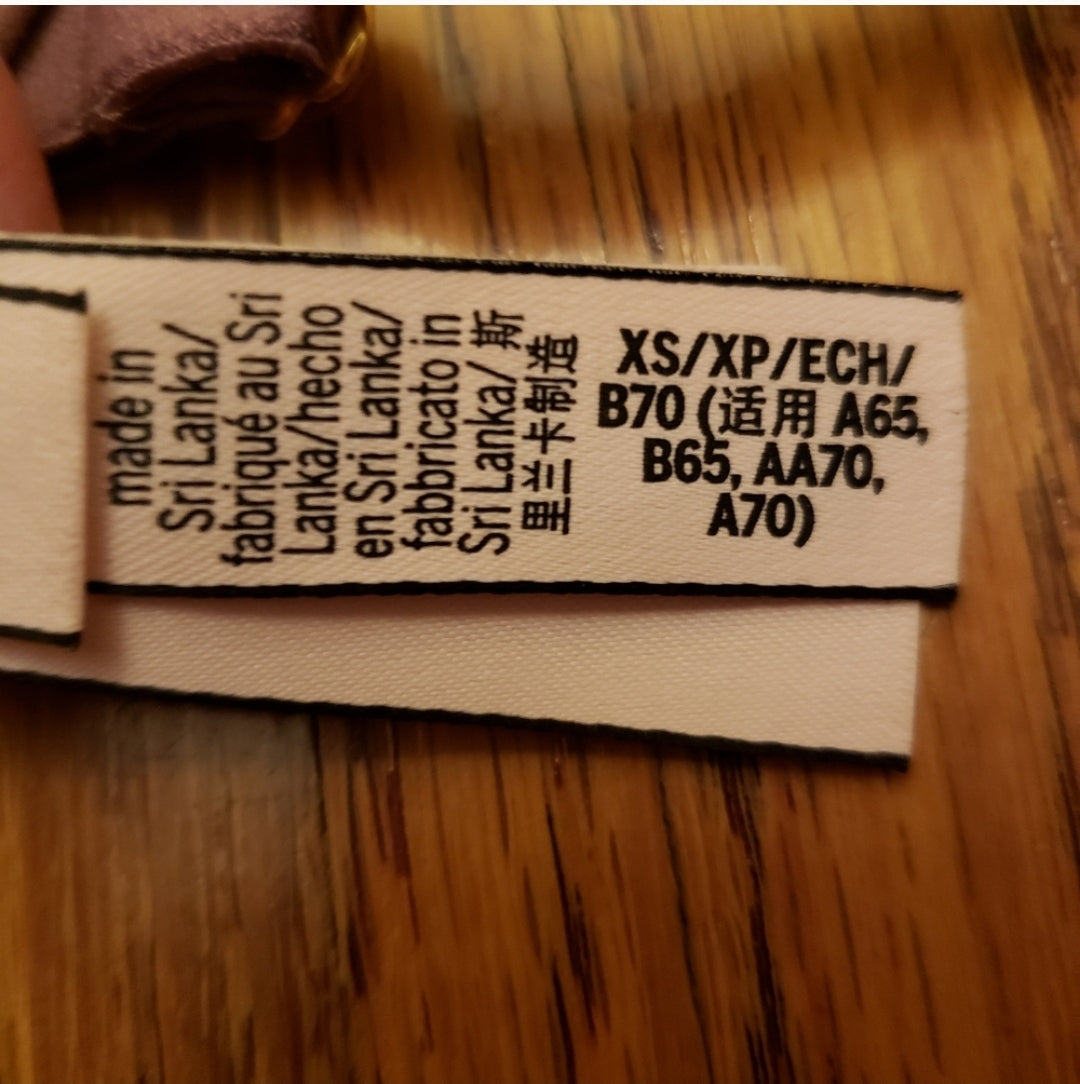 made in
Sri Lanka/
fabriqué au Sri
Lanka/hecho
en Sri Lanka/
fabbricato in
Sri Lanka/ 斯
里兰卡制造
XS/XP/ECH/
B70 (适用 A65,
B65, AA70,
A70)